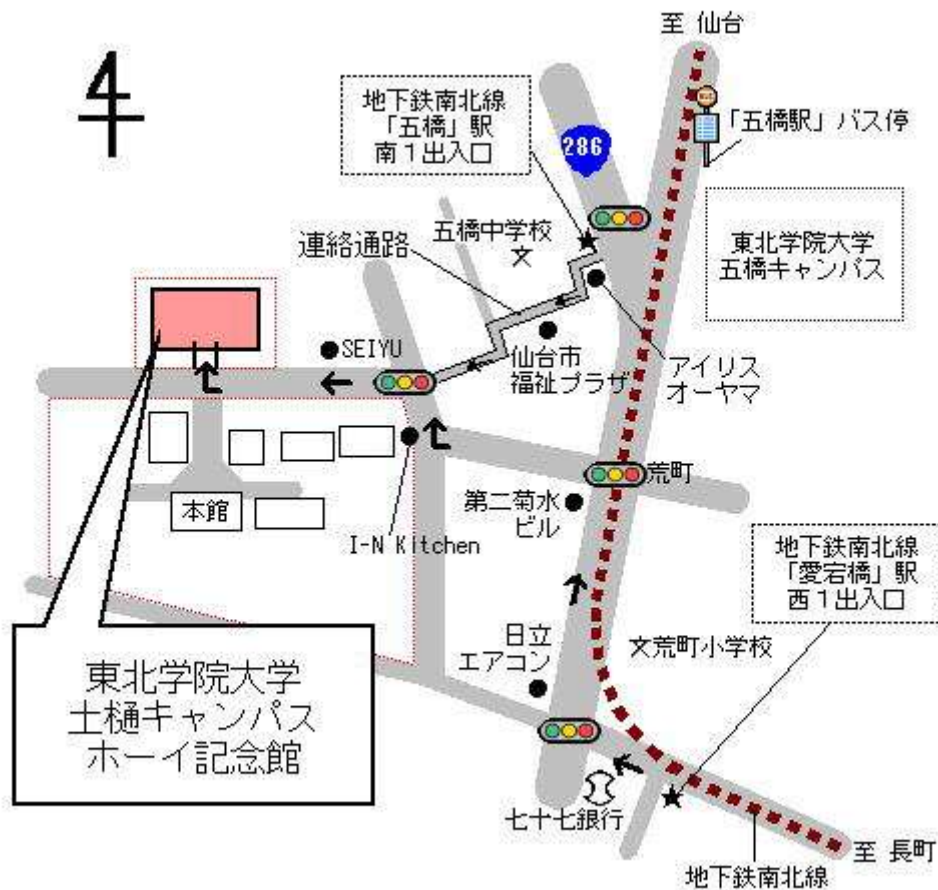 至 仙台
地下鉄南北線
「五橋」駅
南1出入口
286
「五橋駅」バス停
五橋中学校
文
連絡通路
東北学院大学
五橋キャンパス
SEIYU
仙台市
福祉プラザ
アイリス
オーヤマ
荒町
第二菊水
ビル
本館
I-N Kitchen
地下鉄南北線
「愛宕橋」駅
西1出入口
日立
エアコン
文荒町小学校
東北学院大学
土樋キャンパス
ホーイ記念館
七十七銀行
至 長町
地下鉄南北線